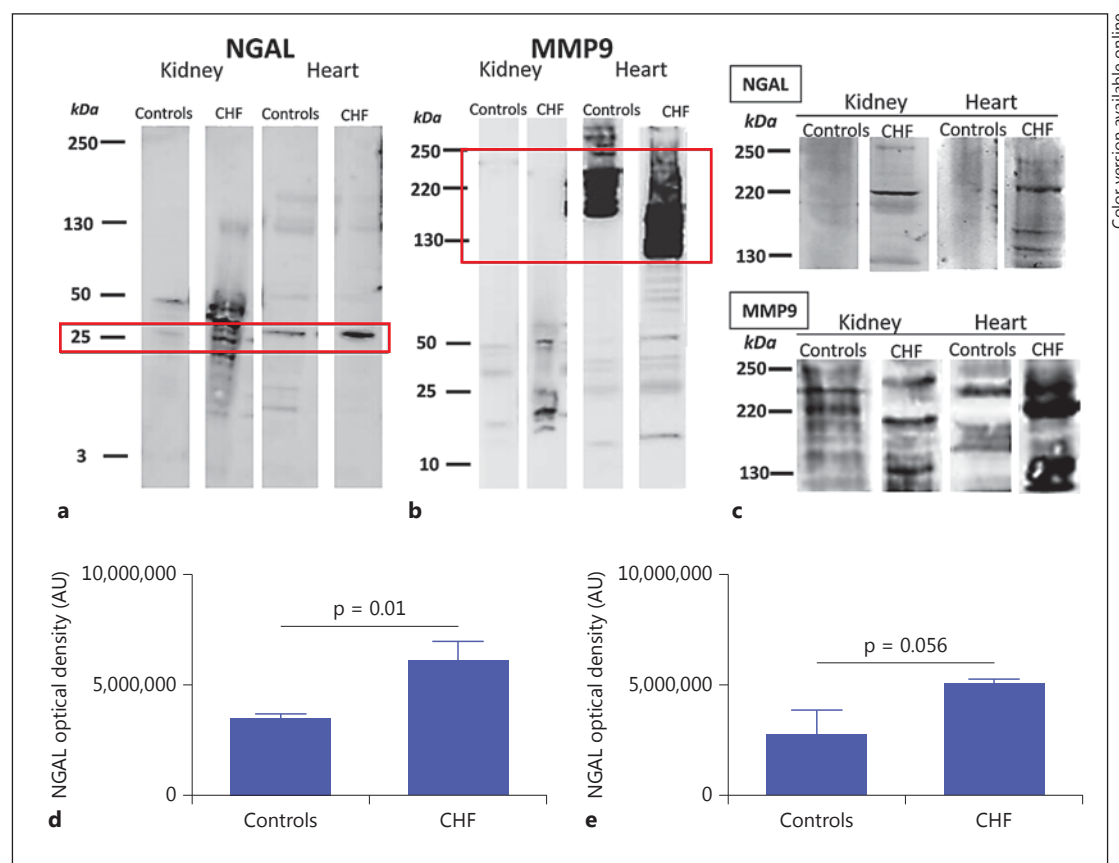 NGAL
Kidney Heart
kDa
Controls CHF Controls CHF
250
130
50
25
3
a
MMP9
Kidney Heart
Controls CHF Controls CHF
250
220
130
50
25
10
b
NGAL
Kidney Heart
kDa
Controls CHF Controls CHF
250
220
130
MMP9
Kidney Heart
kDa
Controls CHF Controls CHF
250
220
130
c
Color version available online
NGAL optical density (AU)
10,000,000
5,000,000
0
p = 0.01
Controls CHF
d
NGAL optical density (AU)
10,000,000
5,000,000
0
p = 0.056
Controls CHF
e